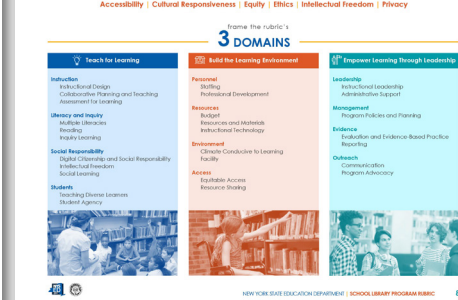 Accessibility | Cultural Responsiveness | Equity | Ethics | Intellectual Freedom | Privacy
frame the rubric's
3 DOMAINS
Teach for Learning
Instruction
Instructional Design
Collaborative Planning and Teaching
Assessment for Learning
Literacy and Inquiry
Multiple Literacies
Reading
Inquiry Learning
Social Responsibility
Digital Citizenship and Social Responsibility
Intellectual Freedom
Social Learning
Students
Teaching Diverse Learners
Student Agency
Build the Learning Environment
Personnel
Staffing
Professional Development
Resources
Budget
Resources and Materials
Instructional Technology
Environment
Climate Conducive to Learning
Facility
Access
Equitable Access
Resource Sharing
Empower Learning Through Leadership
Leadership
Instructional Leadership
Administrative Support
Management
Program Policies and Planning
Evidence
Evaluation and Evidence-Based Practice
Reporting
Outreach
Communication
Program Advocacy
NEW YORK STATE EDUCATION DEPARTMENT | SCHOOL LIBRARY PROGRAM RUBRIC